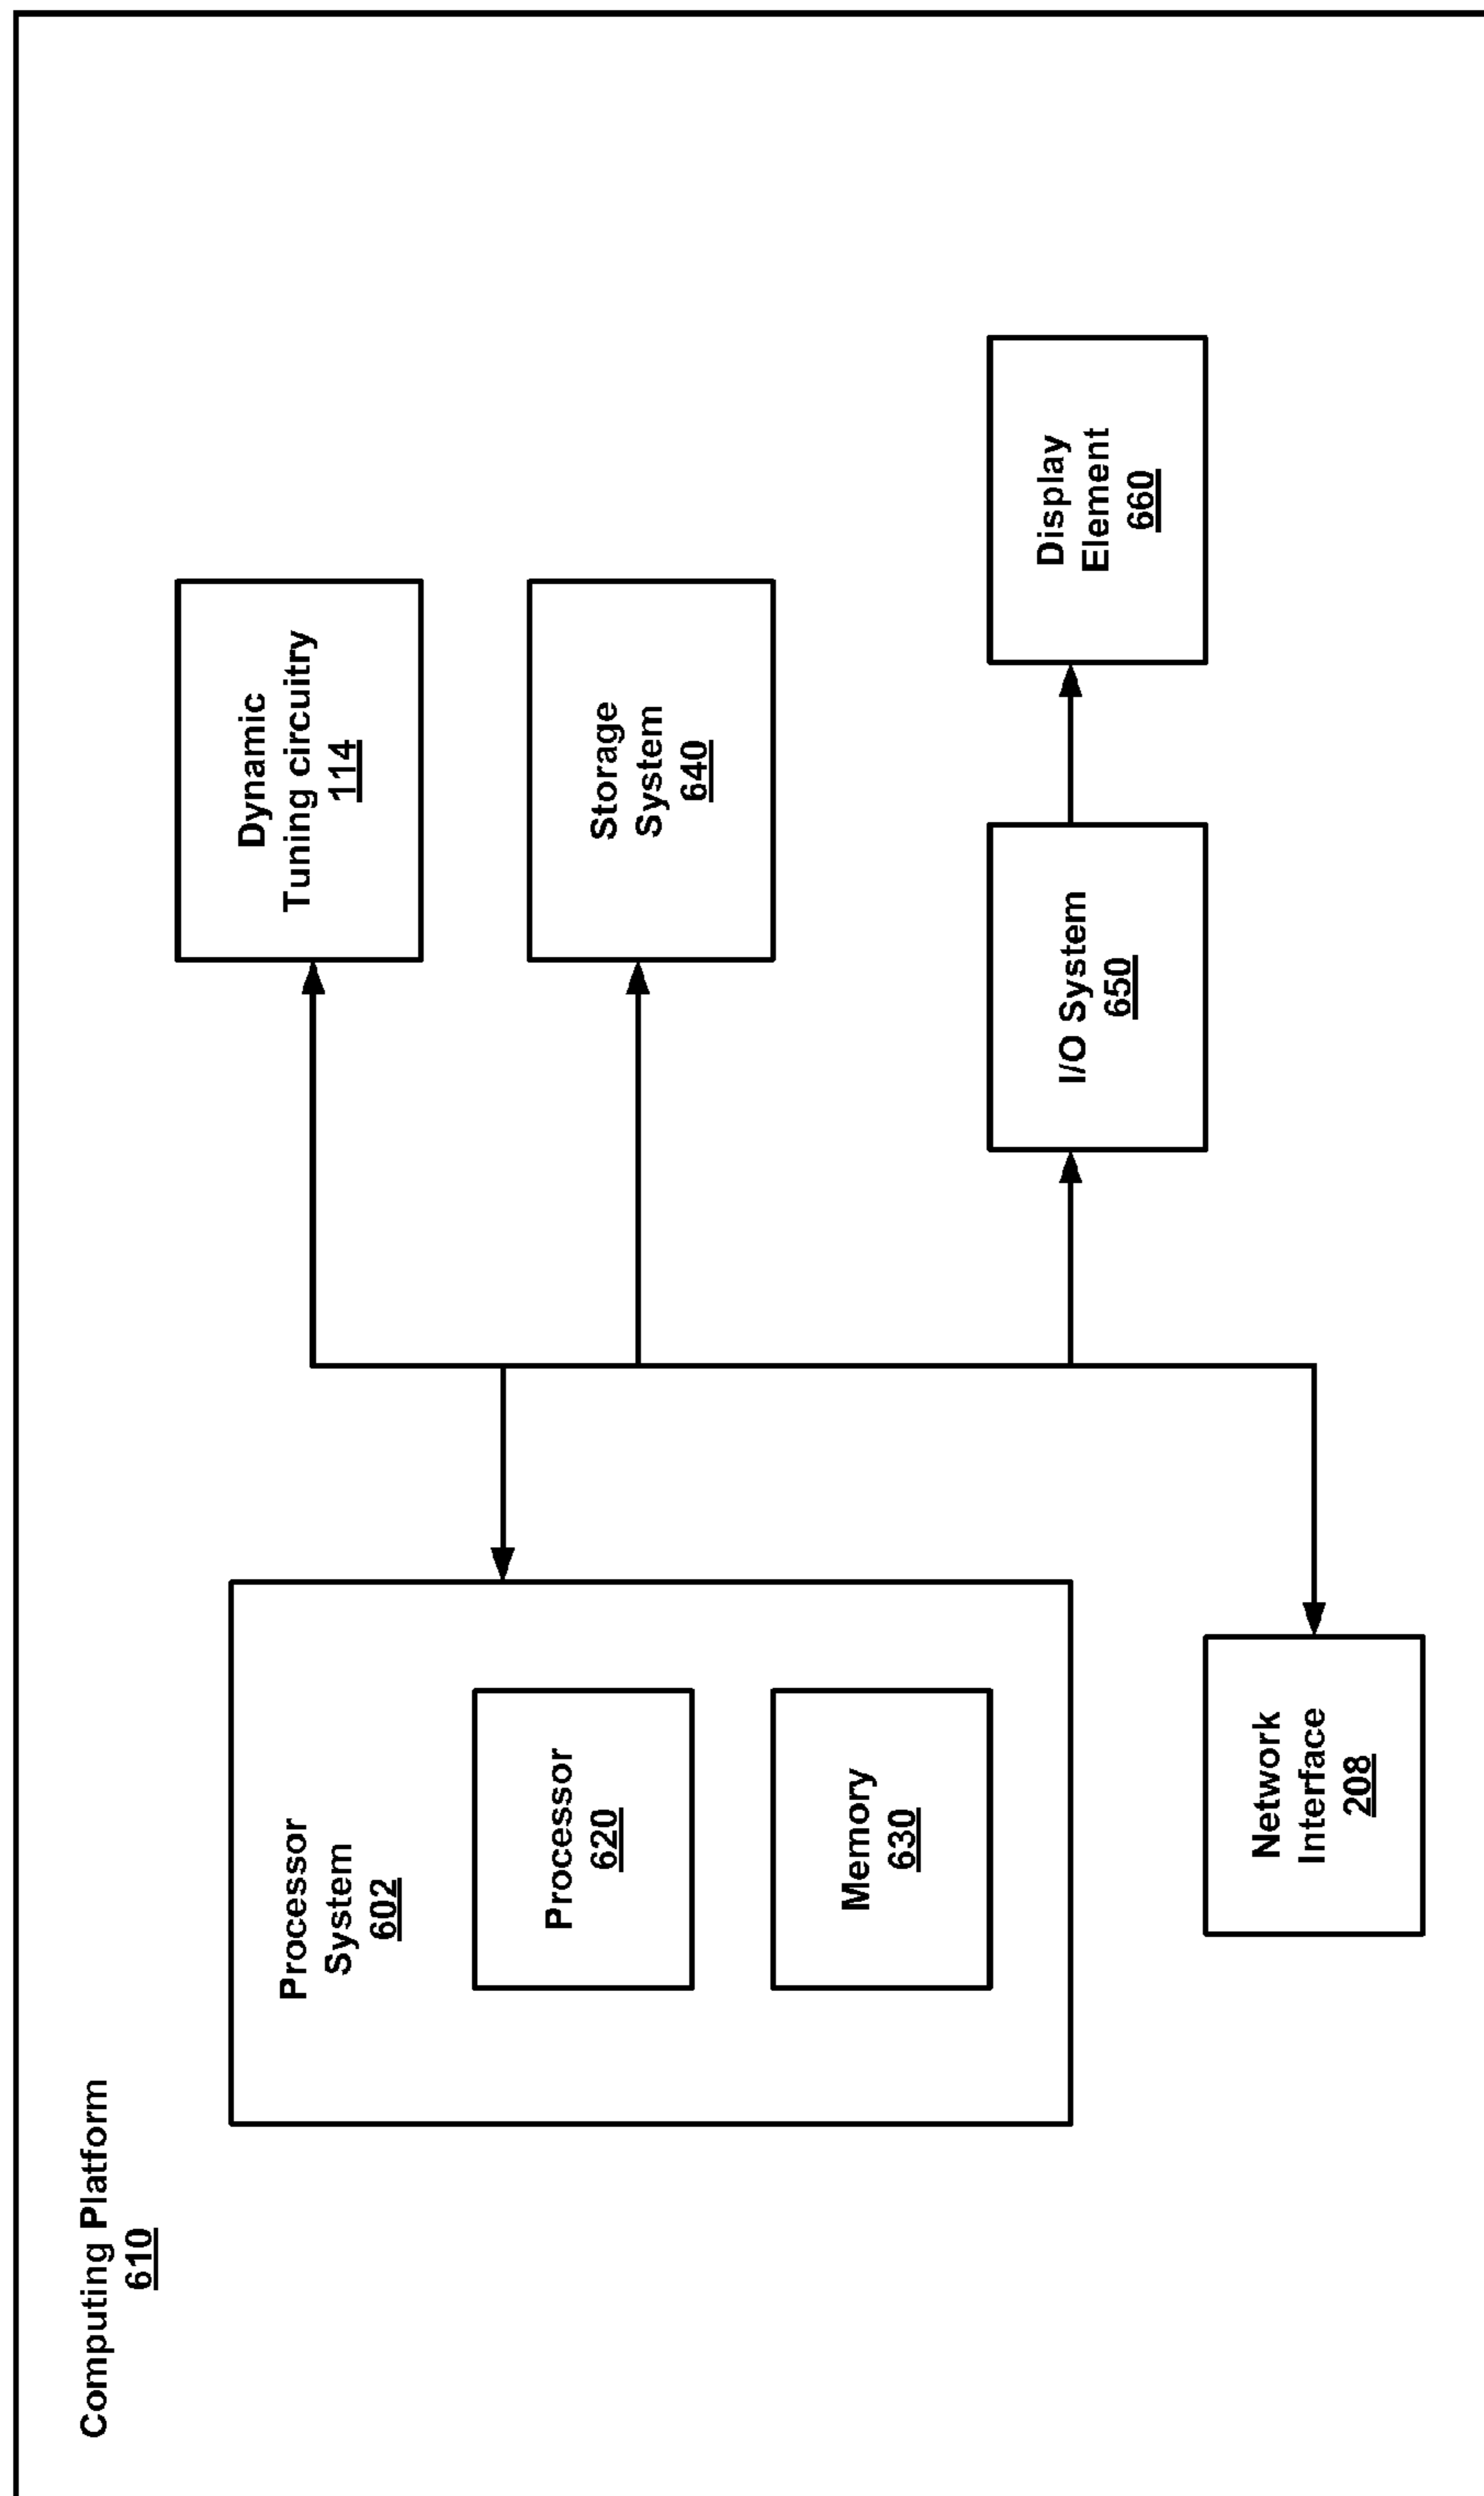 Computing Platform
610
Processor
System
602
Processor
620
Memory
630
Network
Interface
208
Dynamic
Tuning circuitry
114
Storage
System
640
I/O System
650
Display
Element
660